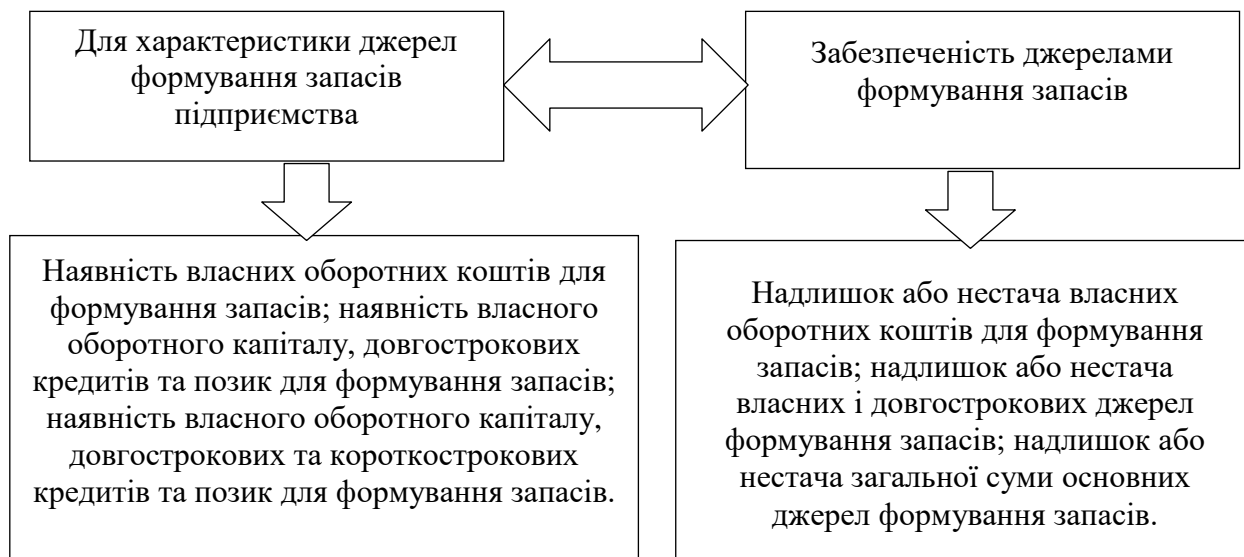 Для характеристики джерел
формування запасів
підприємства
Забезпеченість джерелами
формування запасів
Наявність власних оборотних коштів для
формування запасів; наявність власного
оборотного капіталу, довгострокових
кредитів та позик для формування запасів;
наявність власного оборотного капіталу,
довгострокових та короткострокових
кредитів та позик для формування запасів.
Надлишок або нестача власних
оборотних коштів для формування
запасів; надлишок або нестача
власних і довгострокових джерел
формування запасів; надлишок або
нестача загальної суми основних
джерел формування запасів.